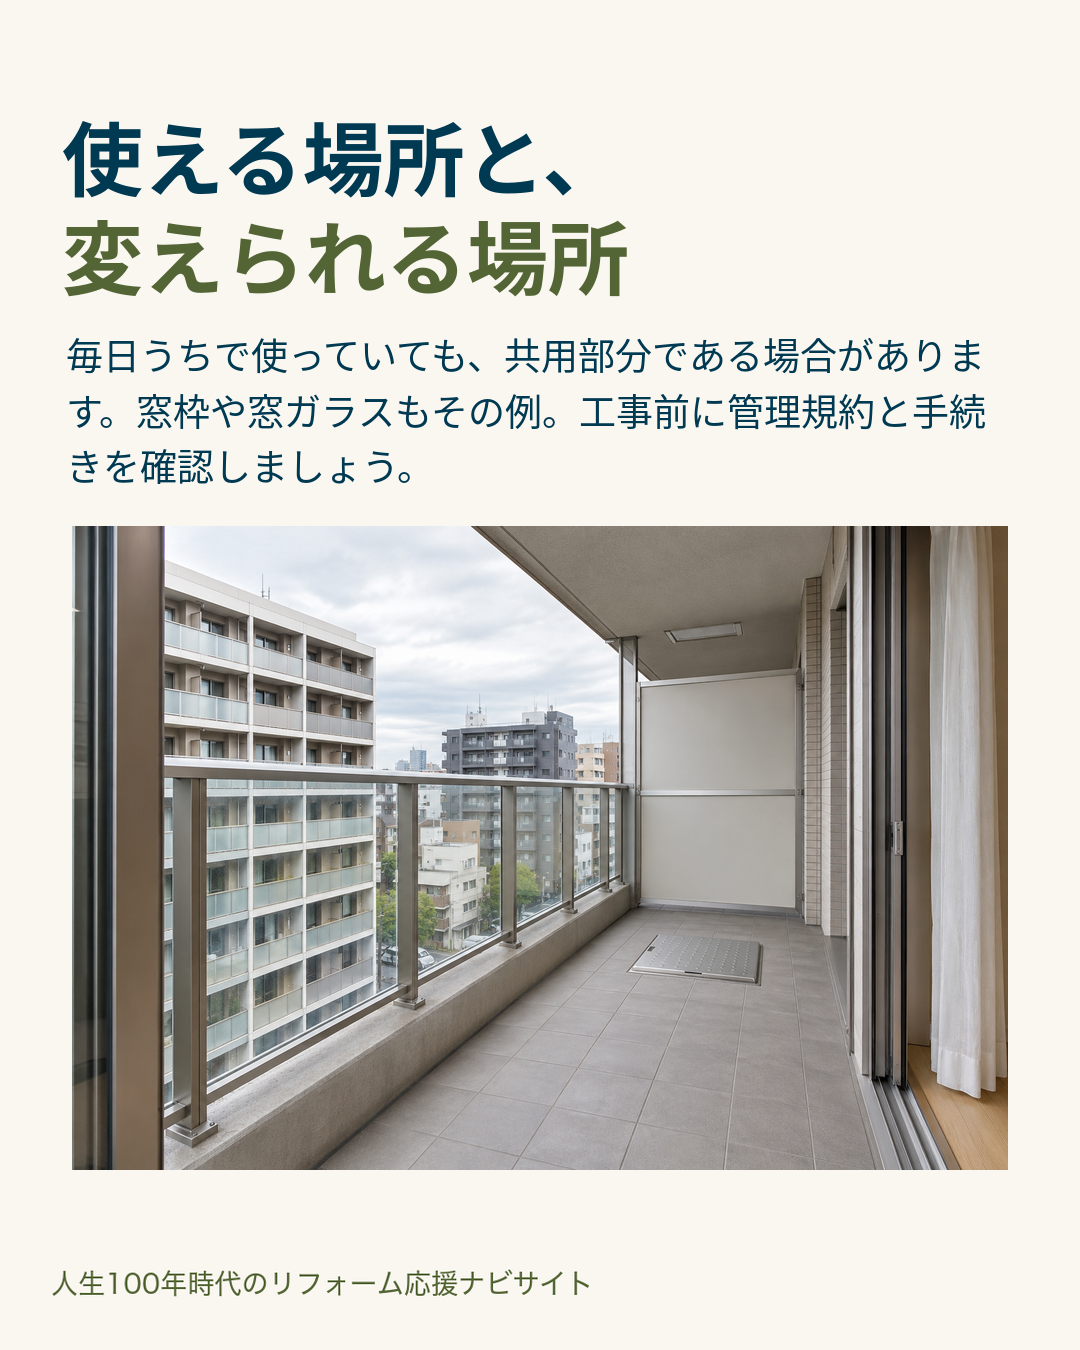 使える場所と、
変えられる場所
毎日うちで使っていても、共用部分である場合がありま
す。窓枠や窓ガラスもその例。工事前に管理規約と手続
きを確認しましょう。
人生100年時代のリフォーム応援ナビサイト